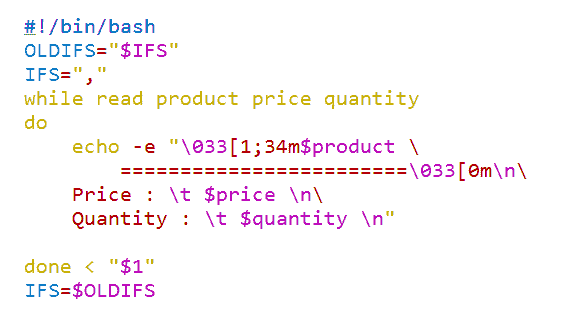 #!/bin/bash
OLDIFS="$IFS"
IFS=","
while read product price quantity
do
echo -e "\033[1;34m$product \
========================\033[0m\n\
Price : \t $price \n\
Quantity : \t $quantity \n"
done < "$1"
IFS=$OLDIFS